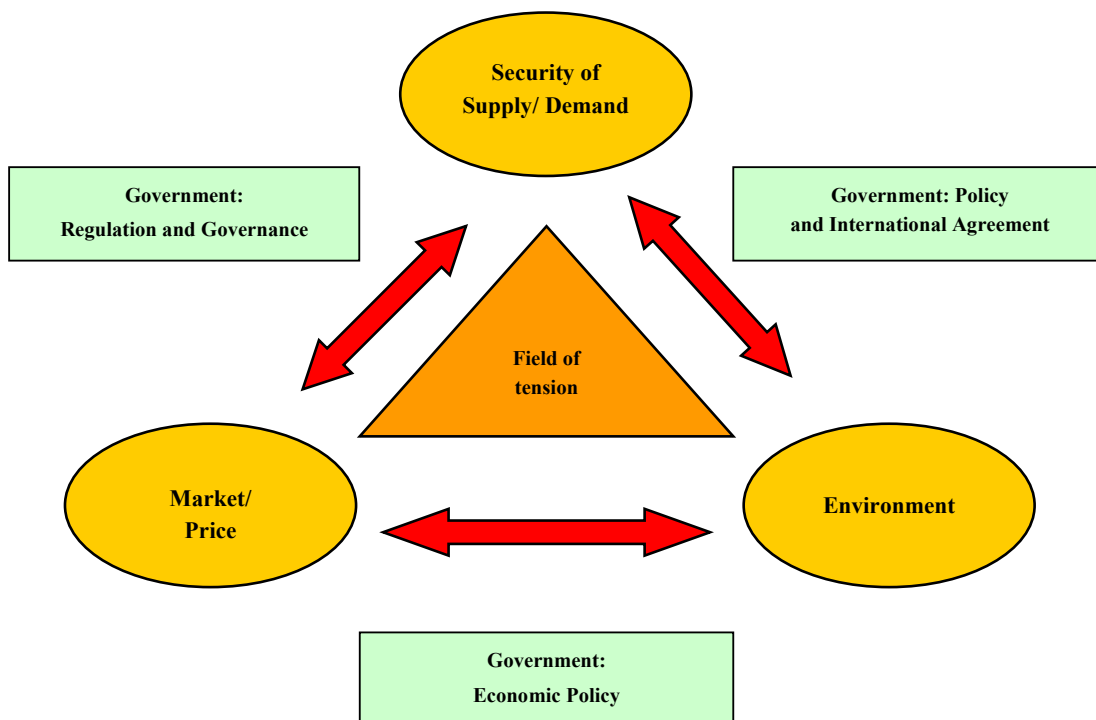 Security of
Supply/ Demand
Government:
Regulation and Governance
Government: Policy
and International Agreement
Field of
tension
Market/
Price
Environment
Government:
Economic Policy